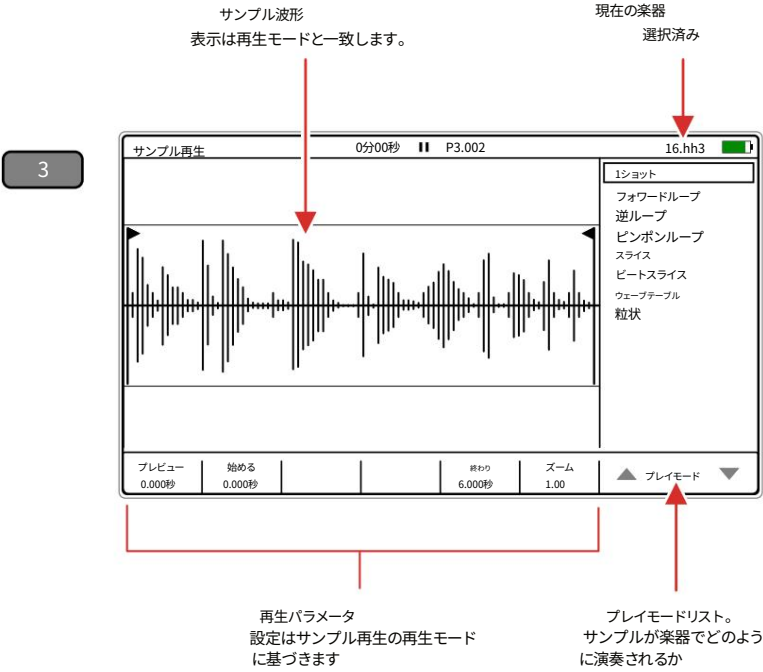 サンプル波形
表示は再生モードと一致します。
現在の楽器
選択済み
3
サンプル再生
0分00秒
P3.002
16.hh3
1ショット
フォワードループ
逆ループ
ピンポンループ
スライス
ビートスライス
ウェーブテーブル
粒状
プレビュー
0.000秒
始める
0.000秒
終わり
6.000秒
ズーム
1.00
プレイモード
再生パラメータ
設定はサンプル再生の再生モード
に基づきます
プレイモードリスト。
サンプルが楽器でどのよう
に演奏されるか